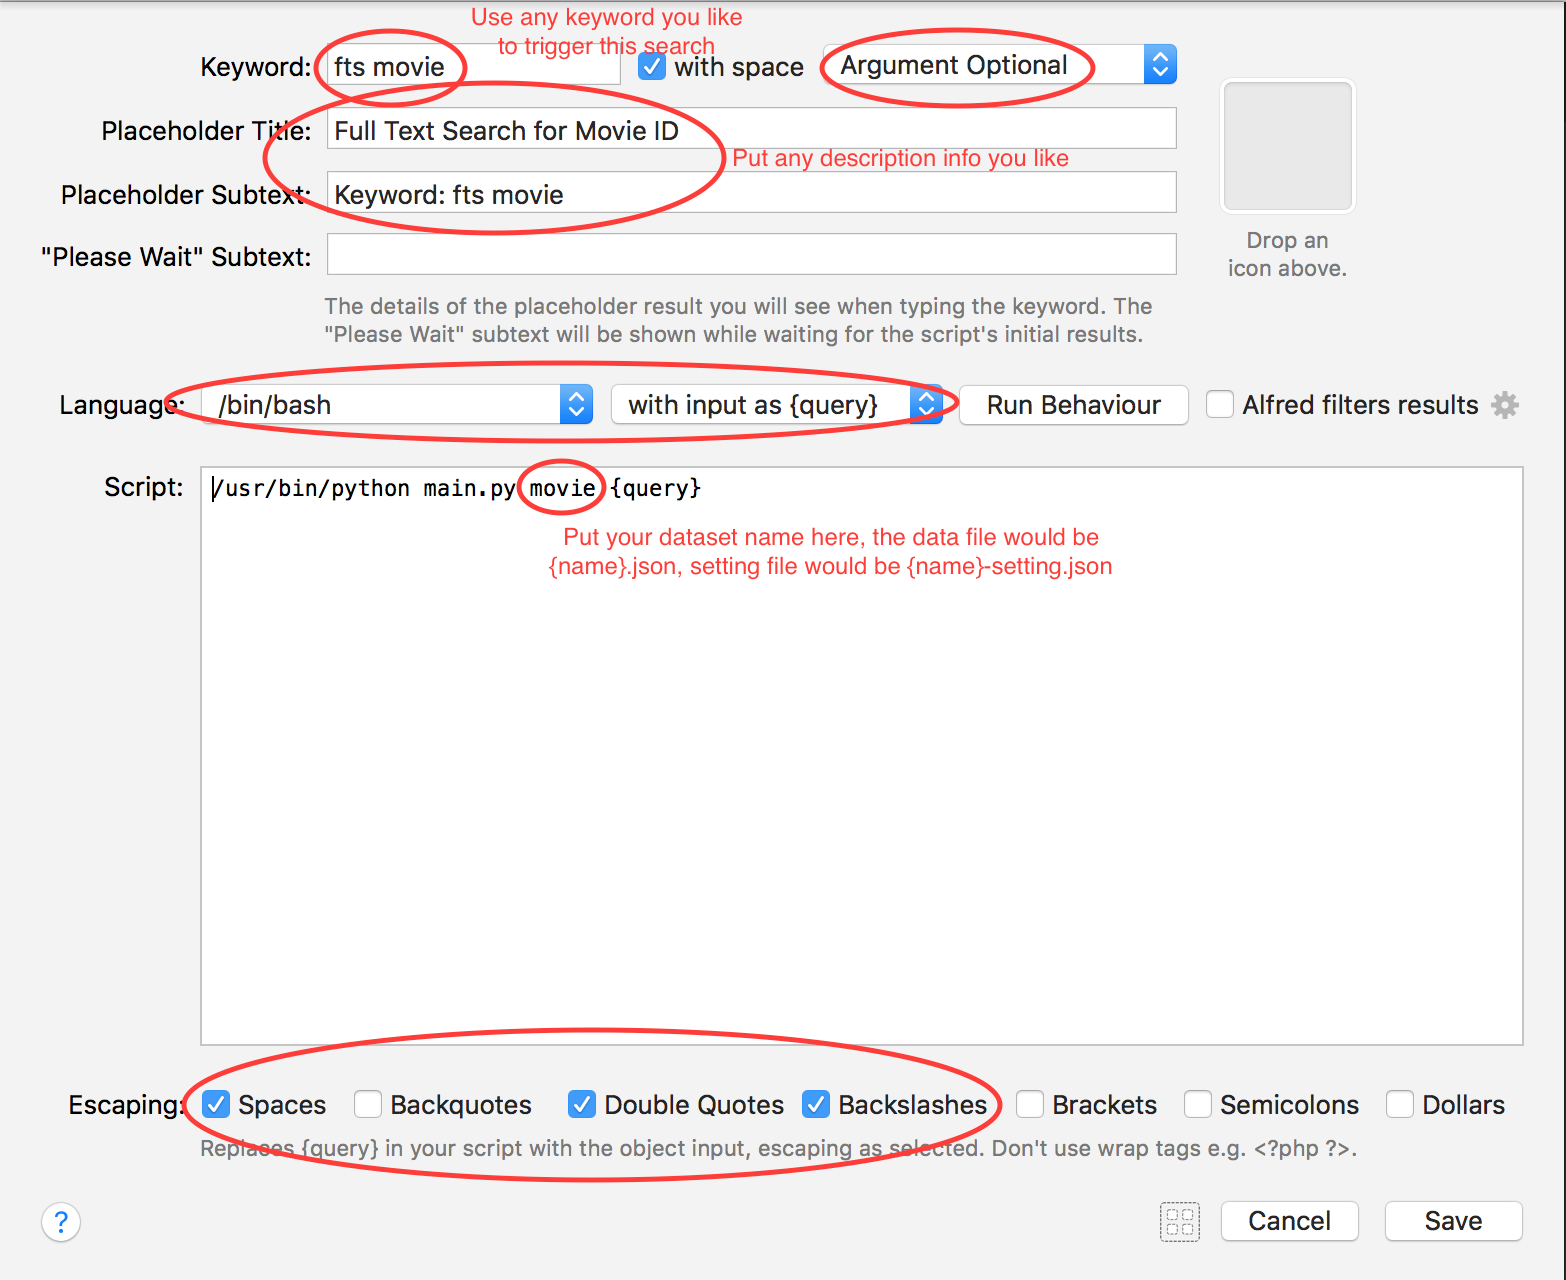 Use any keyword you like
to trigger this search
Keyword: fts movie with space Argument Optional
Placeholder Title: Full Text Search for Movie ID
Put any description info you like
Placeholder Subtext: Keyword: fts movie
"Please Wait" Subtext:
Drop an
icon above.
The details of the placeholder result you will see when typing the keyword. The
"Please Wait" subtext will be shown while waiting for the script's initial results.
Language: /bin/bash with input as {query} Run Behaviour Alfred filters results
Script: /usr/bin/python main.py movie {query}
Put your dataset name here, the data file would be
{name}.json, setting file would be {name}-setting.json
Escaping: Spaces Backquotes Double Quotes Backslashes Brackets Semicolons Dollars
Replaces {query} in your script with the object input, escaping as selected. Don't use wrap tags e.g. <?php ?>.
? Cancel Save